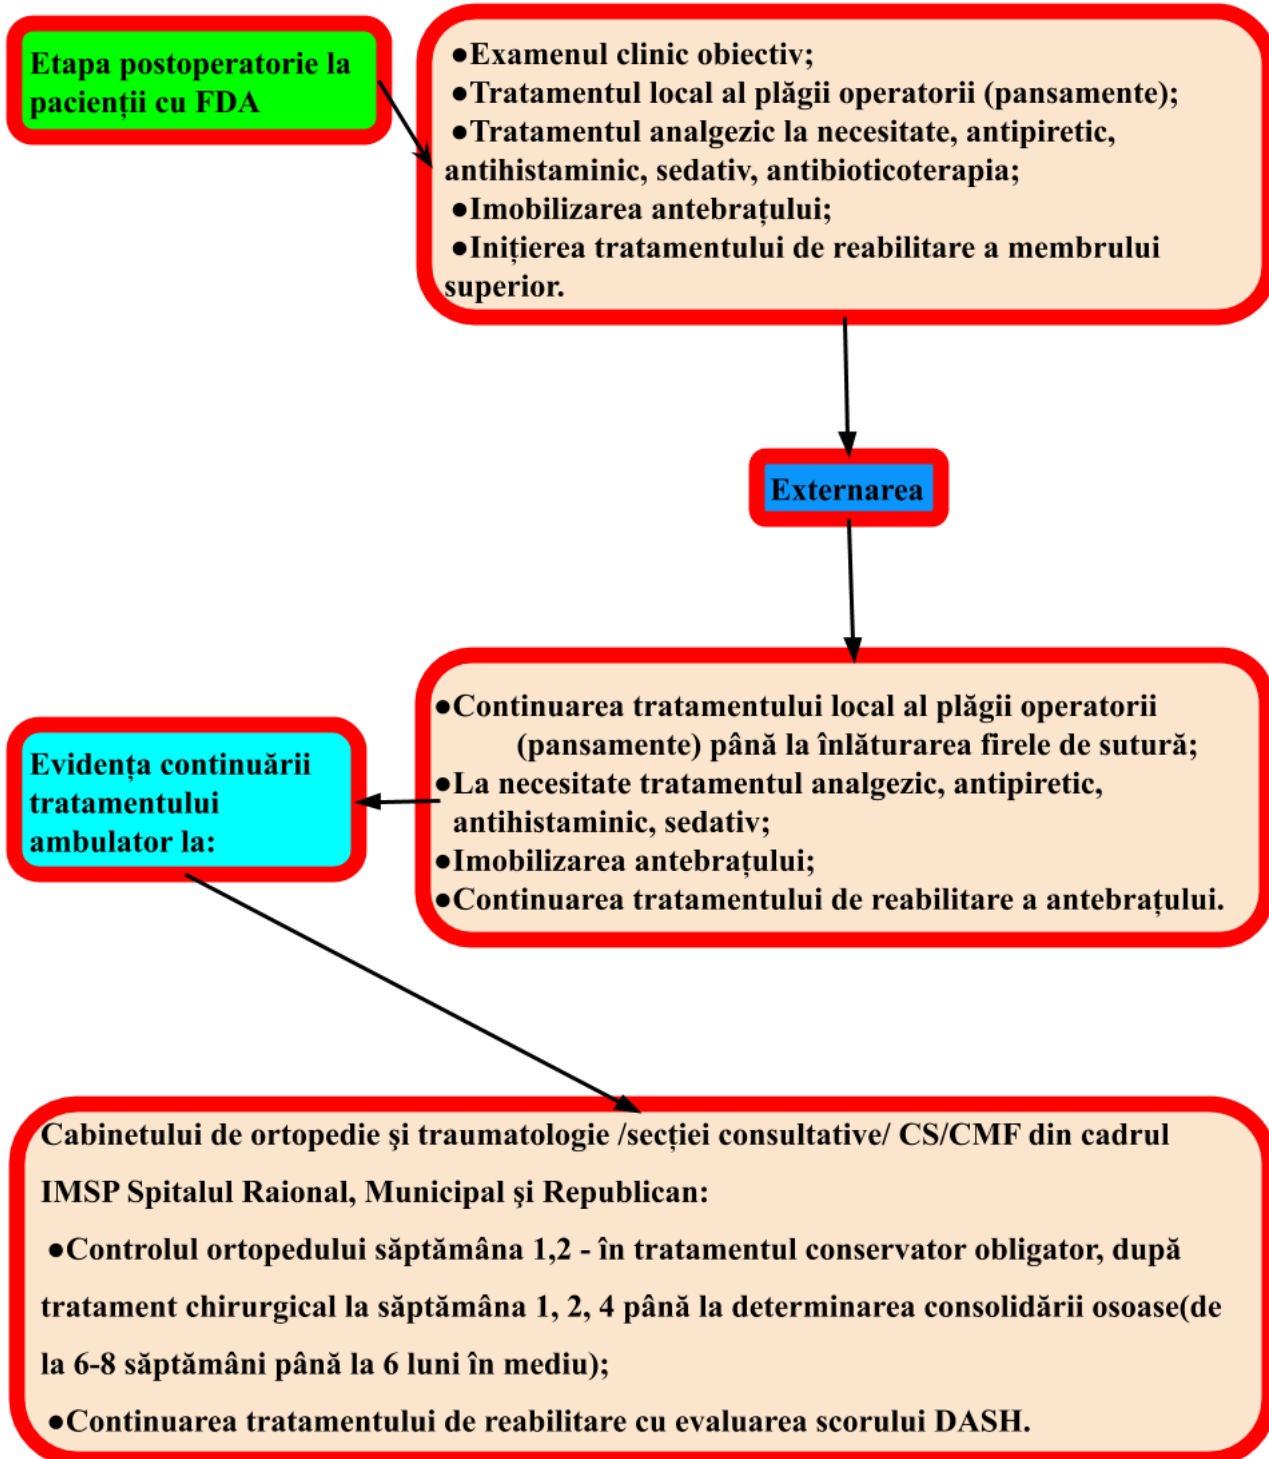 Etapa postoperatorie la
pacienții cu FDA
●Examenul clinic obiectiv;
●Tratamentul local al plăgii operatorii (pansamente);
●Tratamentul analgezic la necesitate, antipiretic,
antihistaminic, sedativ, antibioticoterapia;
●Imobilizarea antebrațului;
●Inițierea tratamentului de reabilitare a membrului
superior.
Externarea
●Continuarea tratamentului local al plăgii operatorii
(pansamente) până la înlăturarea firele de sutură;
●La necesitate tratamentul analgezic, antipiretic,
antihistaminic, sedativ;
●Imobilizarea antebrațului;
●Continuarea tratamentului de reabilitare a antebrațului.
Evidența continuării
tratamentului
ambulator la:
Cabinetului de ortopedie şi traumatologie /secției consultative/ CS/CMF din cadrul
IMSP Spitalul Raional, Municipal şi Republican:
●Controlul ortopedului săptămâna 1,2 - în tratamentul conservator obligator, după
tratament chirurgical la săptămâna 1, 2, 4 până la determinarea consolidării osoase(de
la 6-8 săptămâni până la 6 luni în mediu);
●Continuarea tratamentului de reabilitare cu evaluarea scorului DASH.